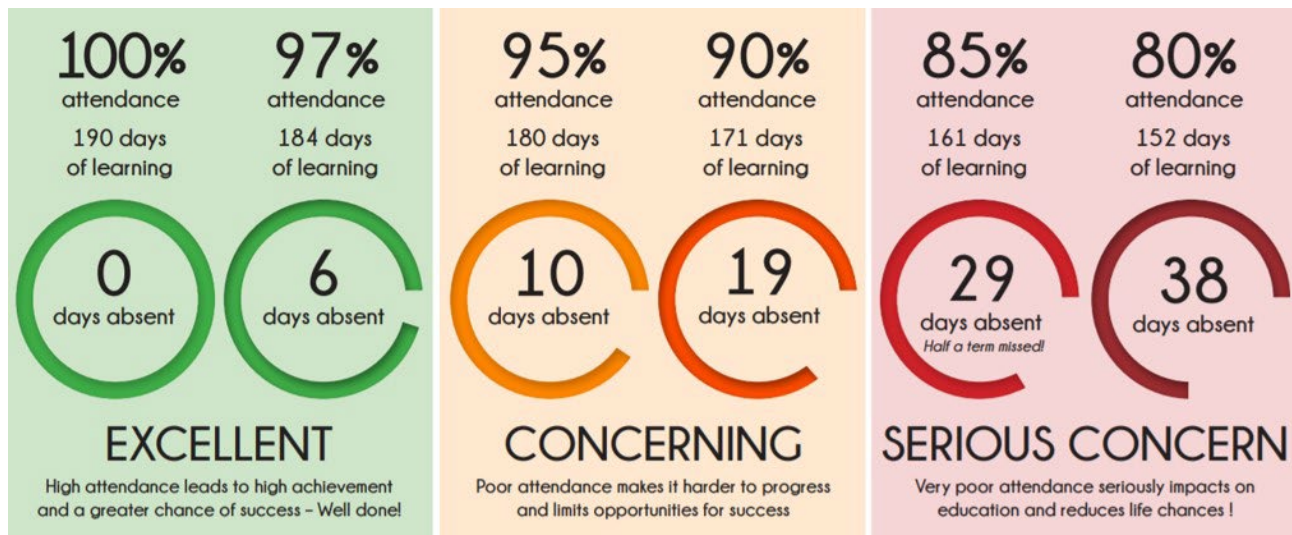 100%
attendance
190 days
of learning
0
days absent
97%
attendance
184 days
of learning
6
days absent
EXCELLENT
High attendance leads to high achievement
and a greater chance of success – Well done!
95%
attendance
180 days
of learning
10
days absent
90%
attendance
171 days
of learning
19
days absent
CONCERNING
Poor attendance makes it harder to progress
and limits opportunities for success
85%
attendance
161 days
of learning
29
days absent
Half a term missed!
80%
attendance
152 days
of learning
38
days absent
SERIOUS CONCERN
Very poor attendance seriously impacts on
education and reduces life chances !